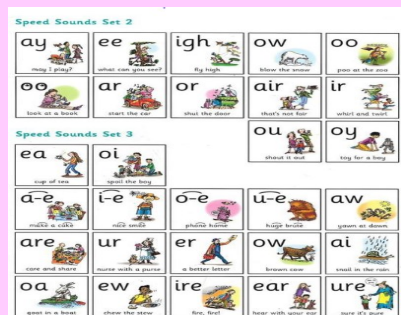 Speed Sounds Set 2
ay ee igh ow oo
may I play? what can you see? fly high blow the snow poo at the zoo
oo ar or air ir
look at a book start the car shut the door that's not fair whirl and twirl
ou oy
shout it out toy for a boy
Speed Sounds Set 3
ea oi
cup of tea spoil the boy
a-e i-e o-e u-e aw
make a cake nice smile phone home huge brute yawn at dawn
are ur er ow ai
care and share nurse with a purse a better letter brown cow snail in the rain
oa ew ire ear ure
goat in a boat chew the stew fire, fire! hear with your ear sure it's pure